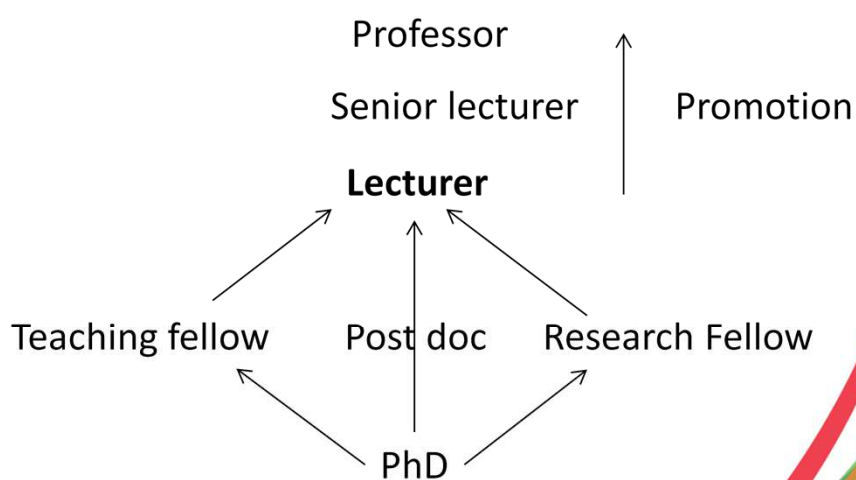 Professor
Senior lecturer Promotion
Lecturer
Teaching fellow Post doc Research Fellow
PhD